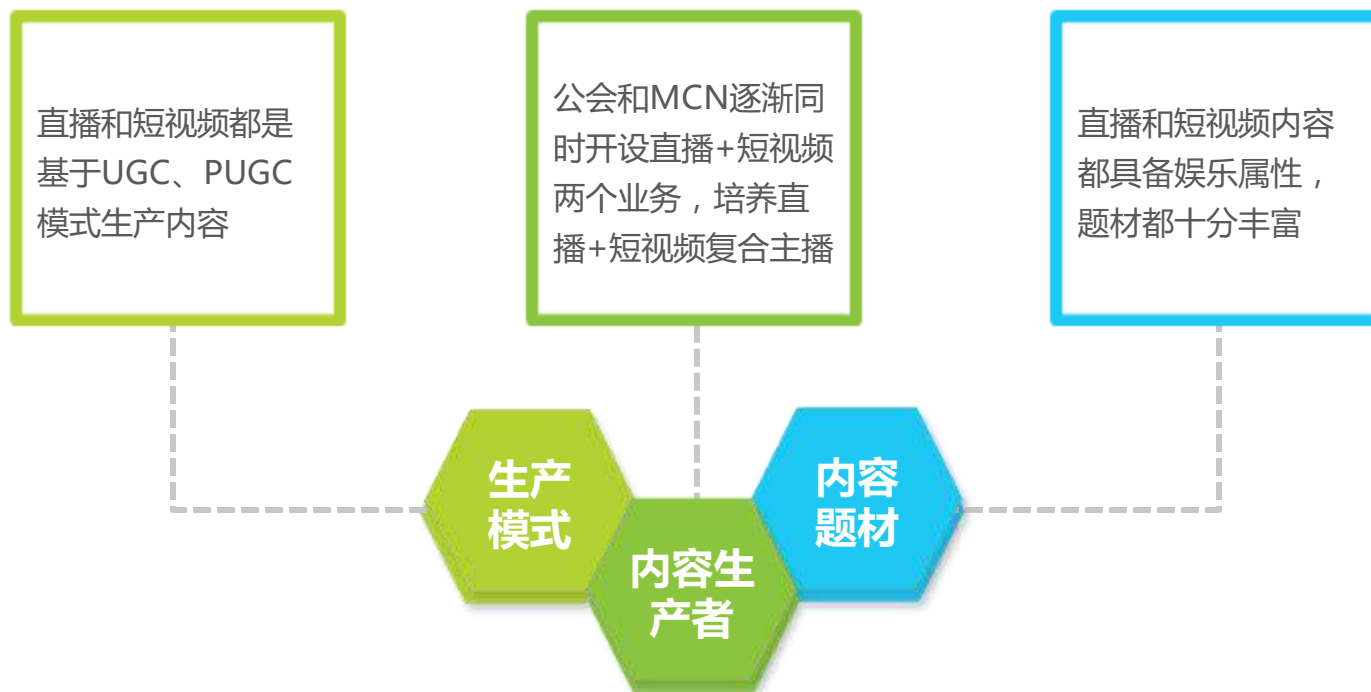 直播和短视频都是
基于UGC、PUGC
模式生产内容
公会和MCN逐渐同
时开设直播+短视频
两个业务，培养直
播+短视频复合主播
直播和短视频内容
都具备娱乐属性，
题材都十分丰富
生产
模式
内容生
产者
内容
题材